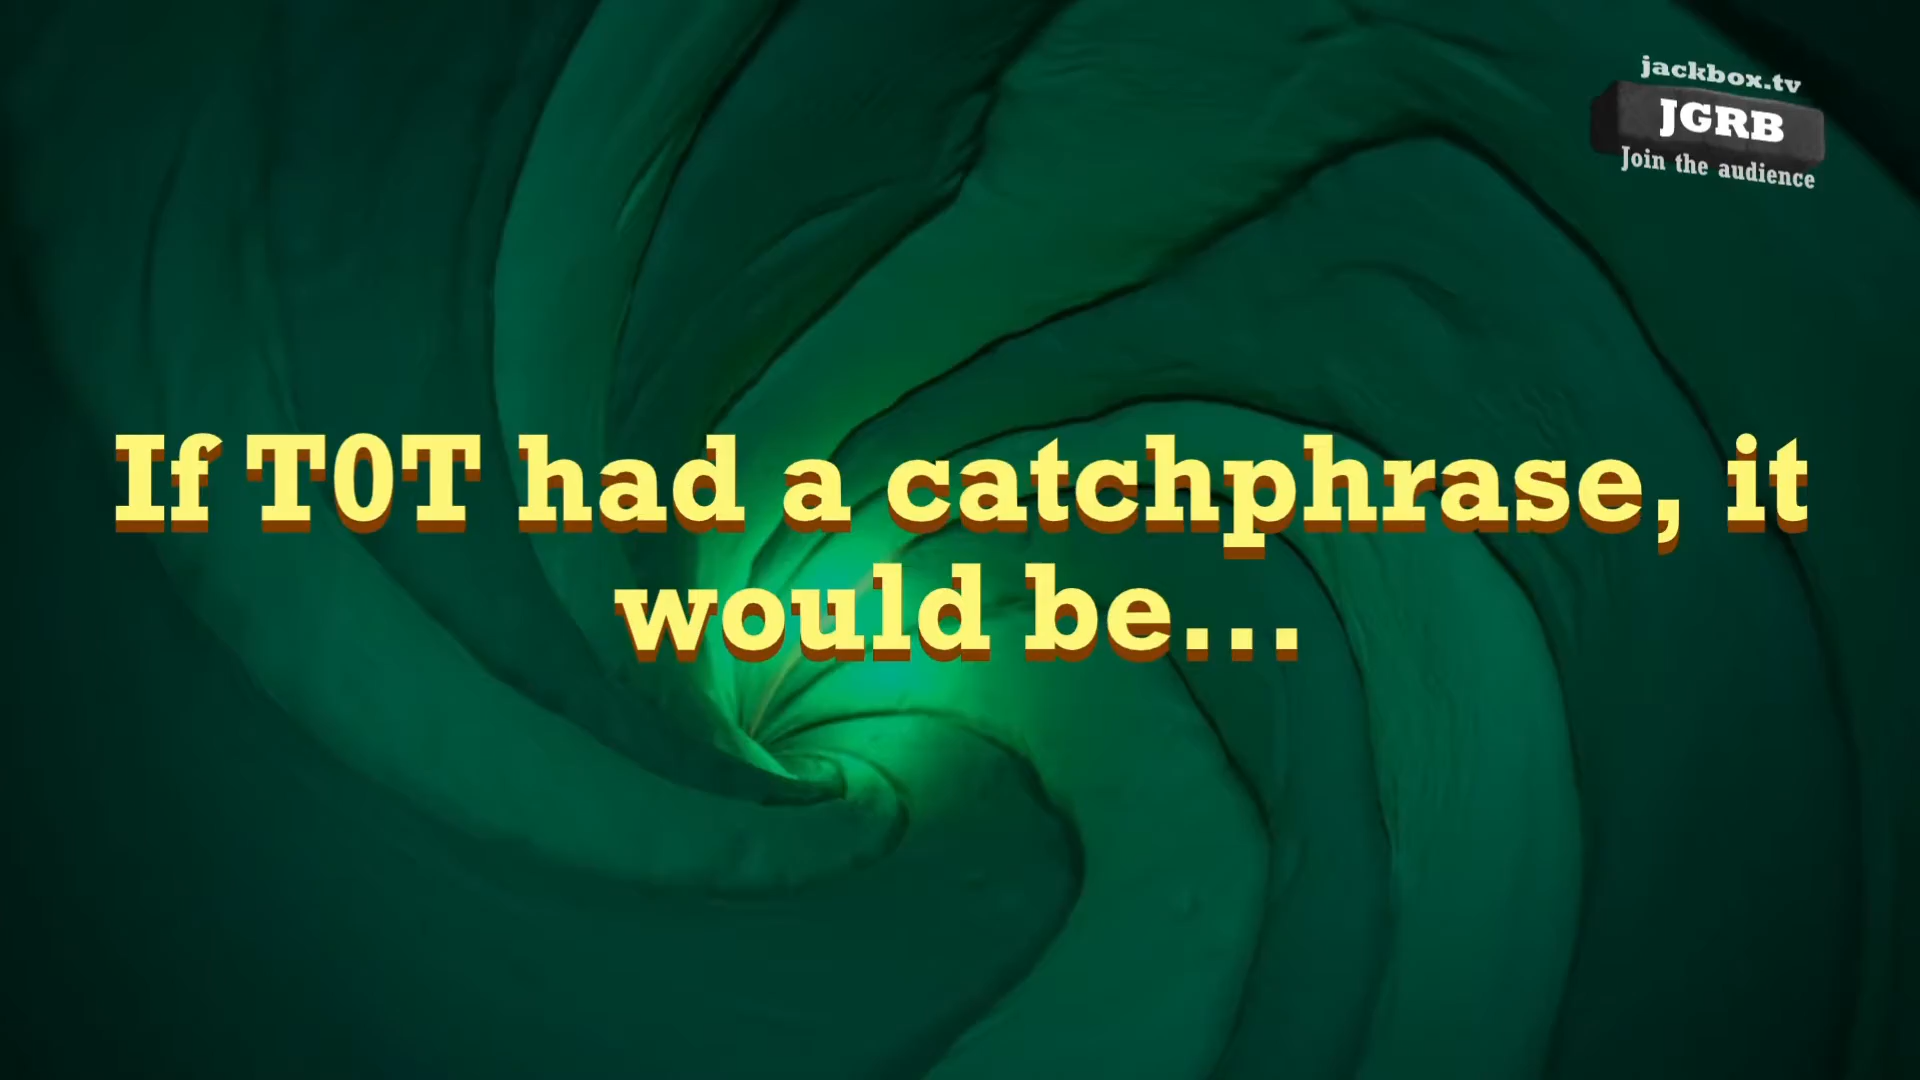 jackbox.tv
JGRB
Join the audience
If T0T had a catchphrase, it
would be...